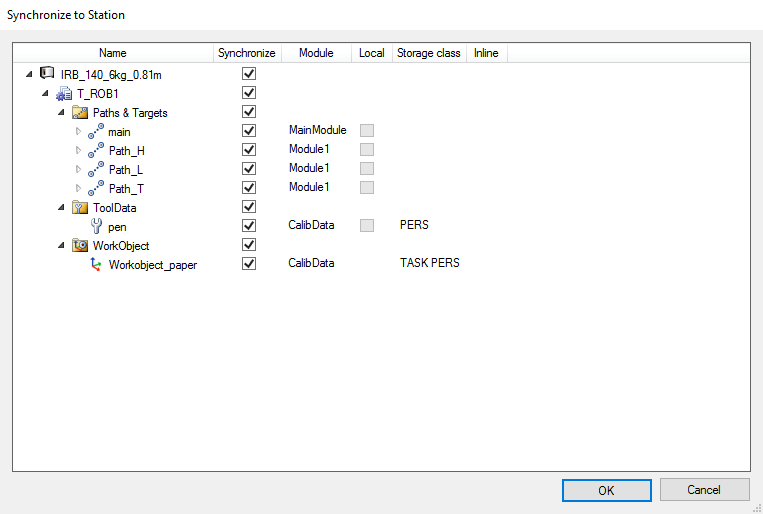 Synchronize to Station
Name Synchronize Module Local Storage class Inline
IRB_140_6kg_0.81m
T_ROB1
Paths & Targets
main MainModule
Path_H Module1
Path_L Module1
Path_T Module1
ToolData
pen CalibData PERS
WorkObject
Workobject_paper CalibData TASK PERS
OK Cancel